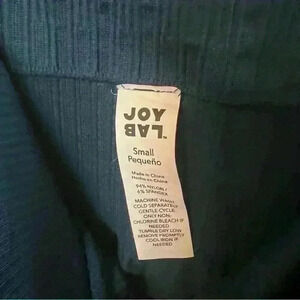 JOY
LAB™
Small
Pequeño
Made in China
Hecho en China
94% NYLON /
6% SPANDEX
MACHINE WASH
COLD SEPARATELY
GENTLE CYCLE
ONLY NON-
CHLORINE BLEACH IF
NEEDED
TUMBLE DRY LOW
REMOVE PROMPTLY
COOL IRON IF
NEEDED